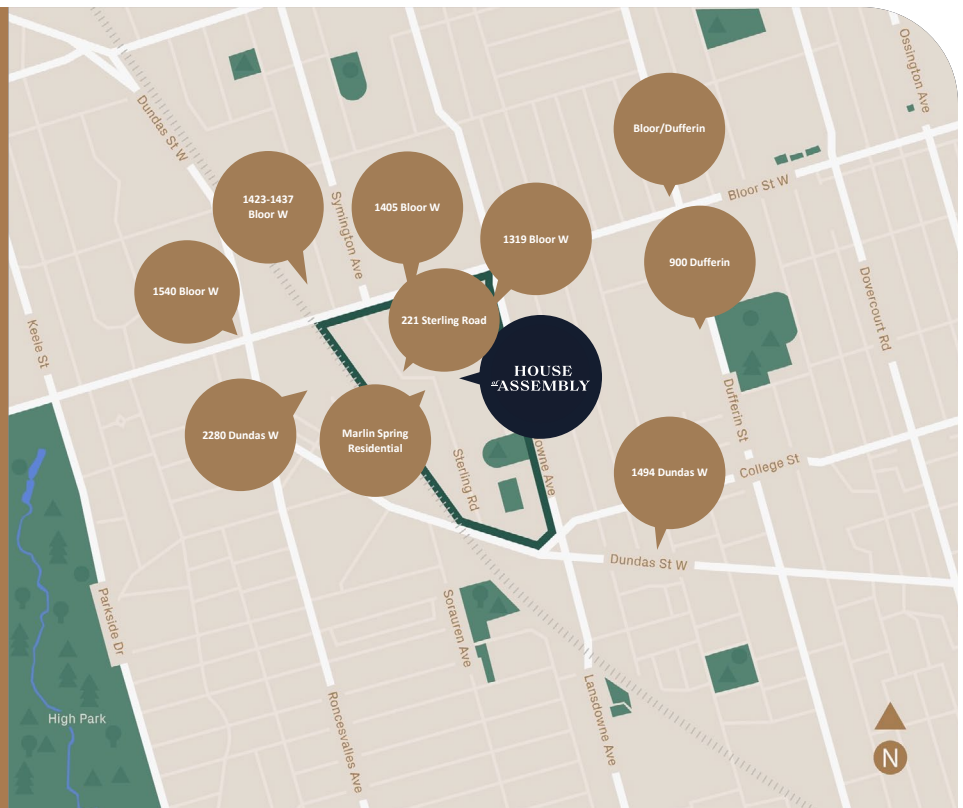 Ossington Ave
Dundas St W
Bloor/Dufferin
1423-1437
Bloor W
Symington Ave
1405 Bloor W
1319 Bloor W
Bloor St W
900 Dufferin
1540 Bloor W
221 Sterling Road
Dovercourt Rd
Keele St
HOUSE
of ASSEMBLY
2280 Dundas W
Marlin Spring
Residential
Sterling Rd
owne Ave
Dufferin St
1494 Dundas W
College St
Dundas St W
Parkside Dr
Sorauren Ave
High Park
Roncesvalles Ave
Lansdowne Ave
N